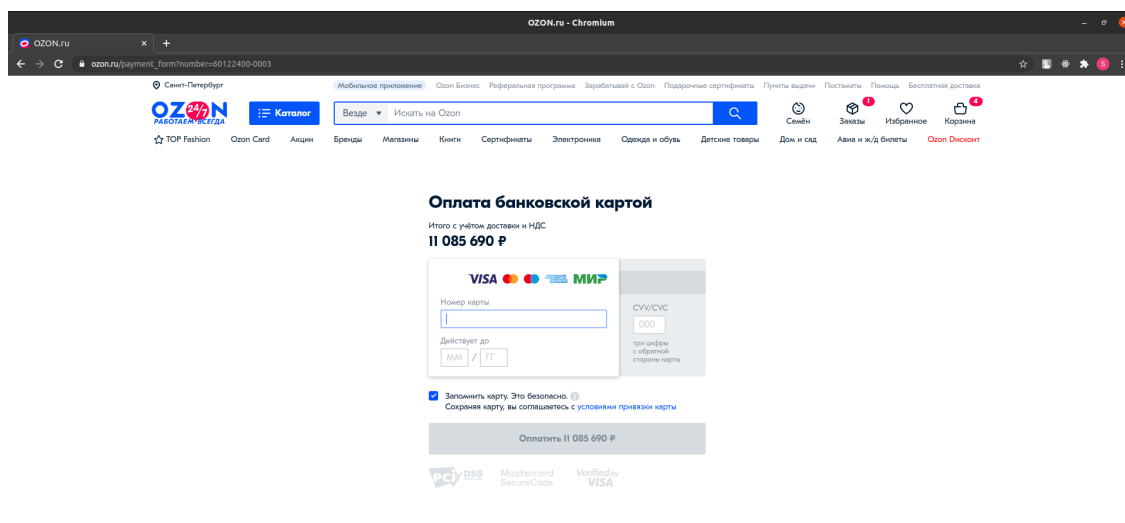 OZON.ru - Chromium
OZON.ru
ozon.ru/payment_form?number=60122400-0003
S
Санкт-Петербург
Мобильное приложение Ozon Бизнес Реферальная программа Зарабатывай с Ozon Подарочные сертификаты Пункты выдачи Постаматы Помощь Бесплатная доставка
OZON 24/7
РАБОТАЕМ ВСЕГДА
Каталог
Везде
Искать на Ozon
Семён
1
Заказы
Избранное
4
Корзина
TOP Fashion Ozon Card Акции Бренды Магазины Книги Сертификаты Электроника Одежда и обувь Детские товары Дом и сад Авиа и ж/д билеты Ozon Disконт
Оплата банковской картой
Итого с учётом доставки и НДС
11 085 690 ₽
VISA МИР
Номер карты
Действует до
ММ / ГГ
CVV/CVC
000
три цифры
с обратной
стороны карты
Запомнить карту. Это безопасно.
Сохраняя карту, вы соглашаетесь с условиями привязки карты
Оплатить 11 085 690 ₽
PCI DSS
Mastercard
SecureCode
Verified by
VISA